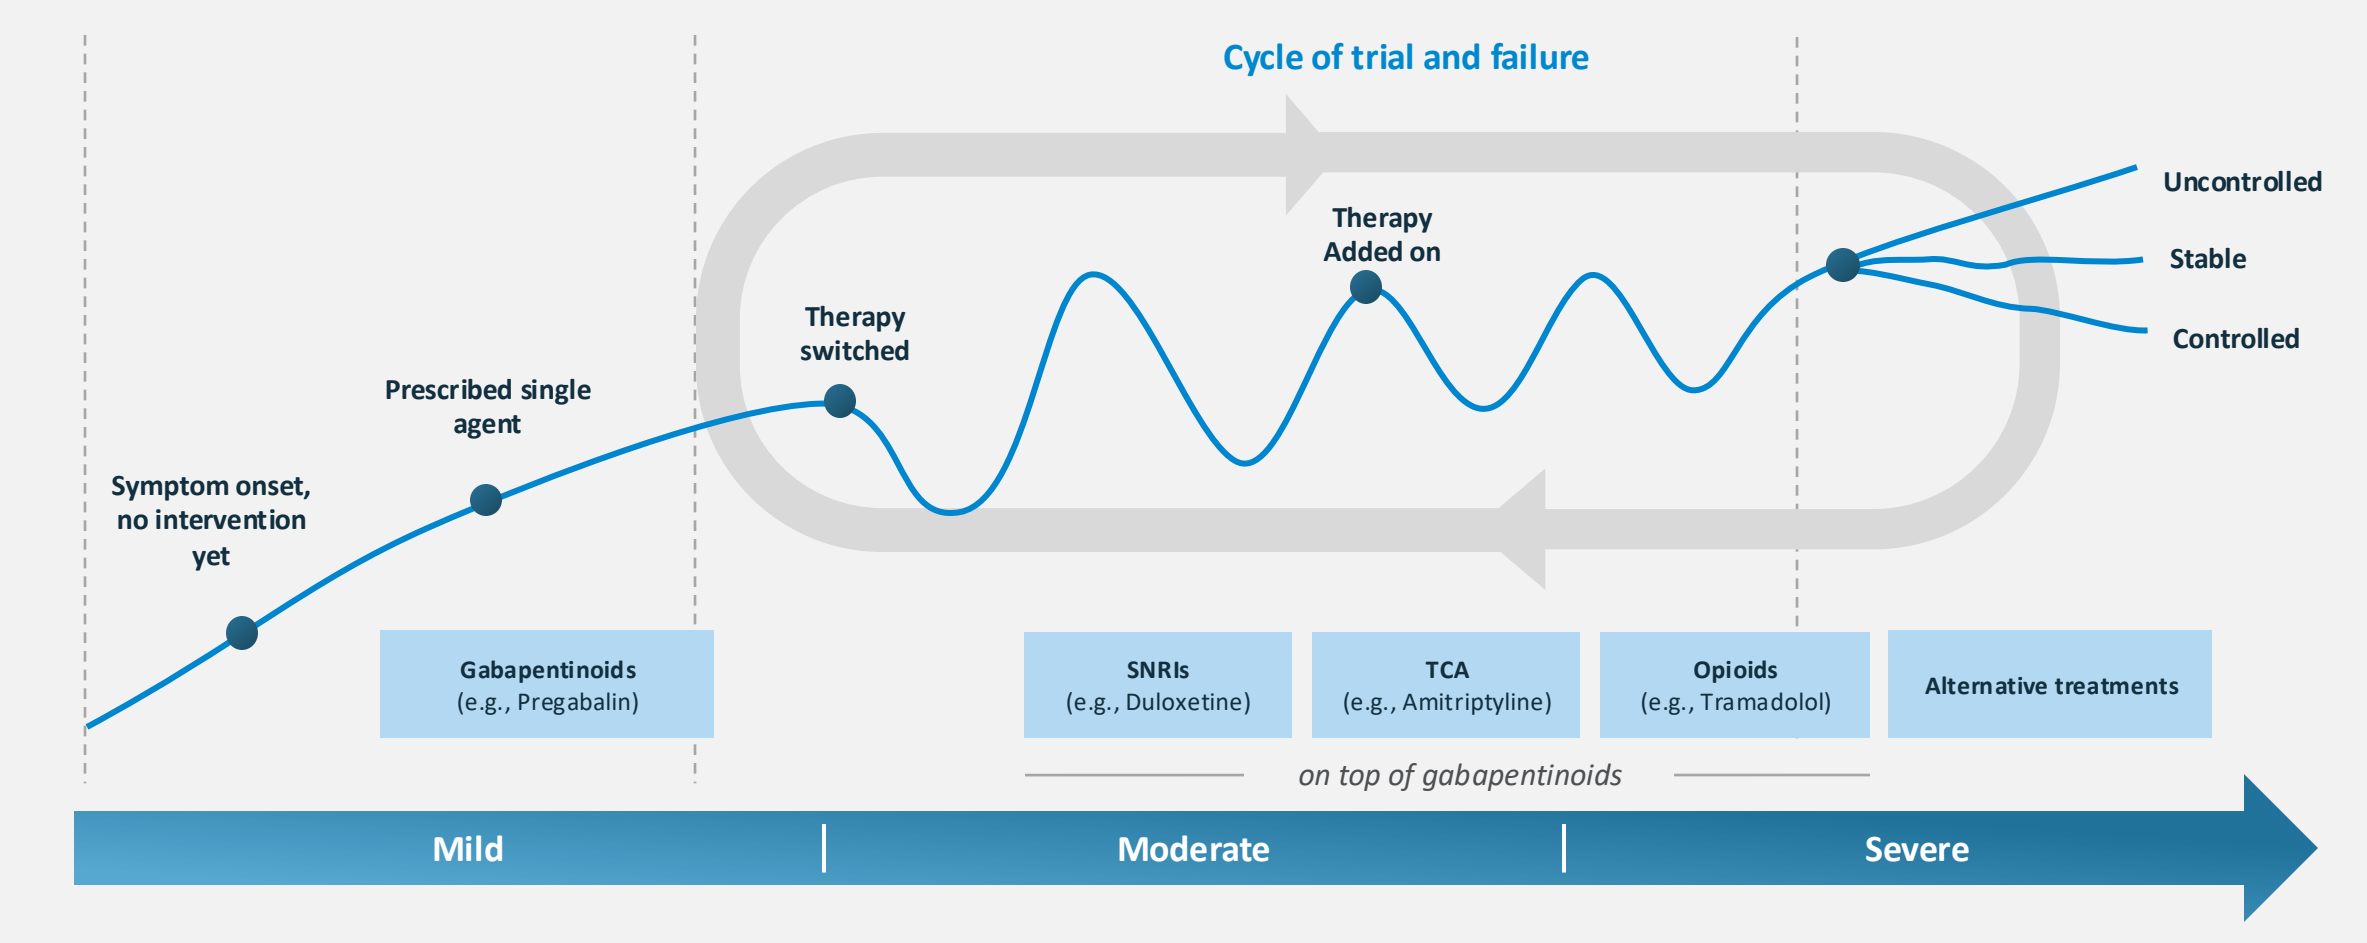 Cycle of trial and failure
Uncontrolled
Therapy
Added on
Stable
Therapy
switched
Controlled
Prescribed single
agent
Symptom onset,
no intervention
yet
Gabapentinoids
(e.g., Pregabalin)
SNRIs
(e.g., Duloxetine)
TCA
(e.g., Amitriptyline)
Opioids
(e.g., Tramadolol)
Alternative treatments
on top of gabapentinoids
Mild
Moderate
Severe